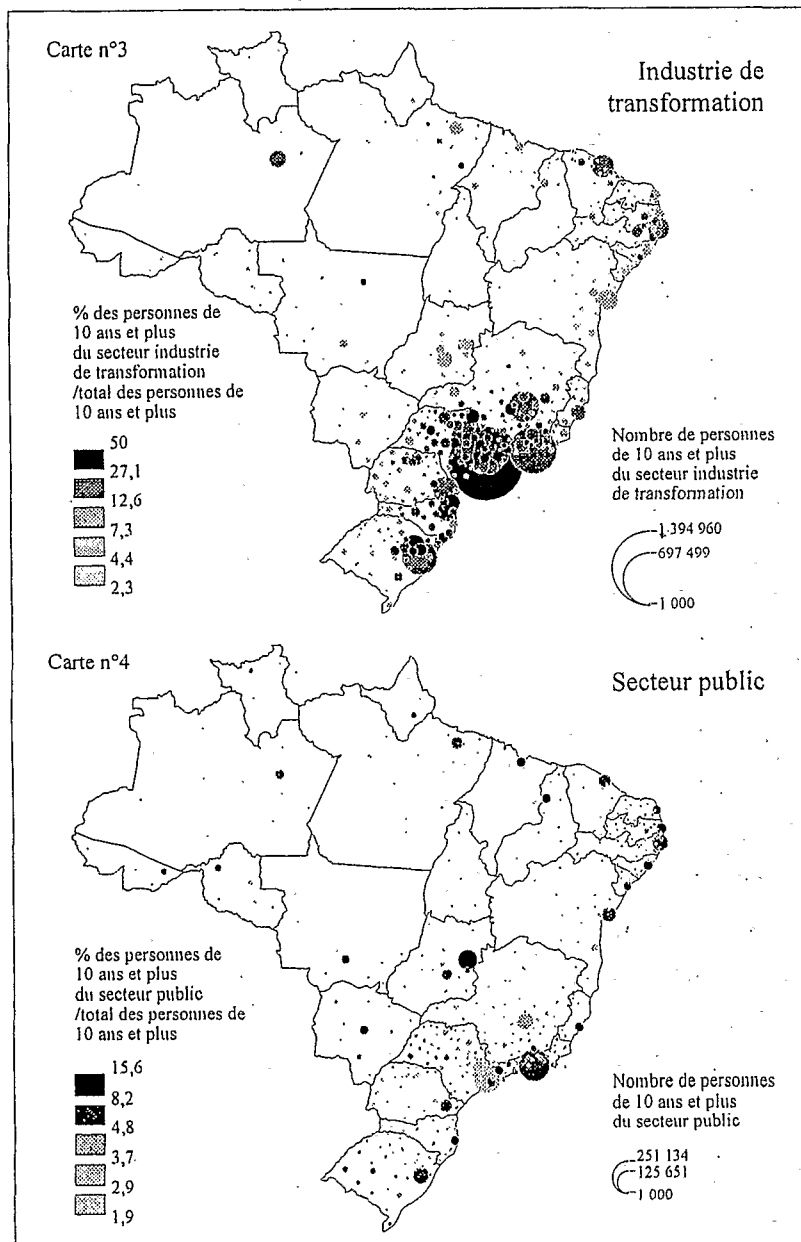 Carte n°3
Industrie de
transformation
% des personnes de
10 ans et plus
du secteur industrie
de transformation
/total des personnes de
10 ans et plus
50
27,1
12,6
7,3
4,4
2,3
Nombre de personnes
de 10 ans et plus
du secteur industrie
de transformation
1 394 960
697 499
1 000
Carte n°4
Secteur public
% des personnes de
10 ans et plus
du secteur public
/total des personnes de
10 ans et plus
15,6
8,2
4,8
3,7
2,9
1,9
Nombre de personnes
de 10 ans et plus
du secteur public
251 134
125 651
1 000